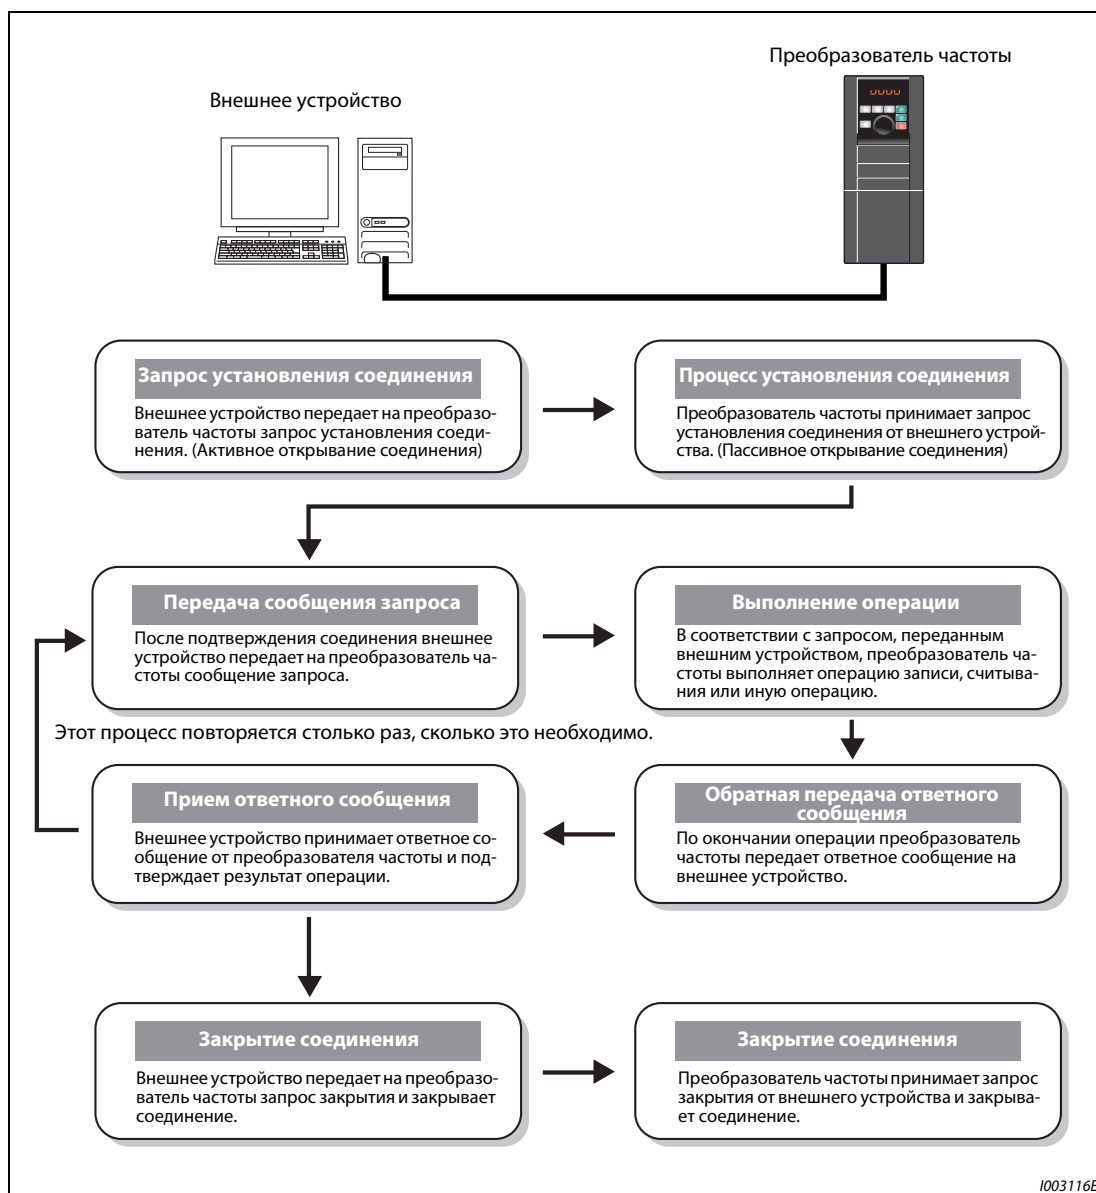 Преобразователь частоты
Внешнее устройство
Запрос установления соединения
Внешнее устройство передает на преобразо-
ватель частоты запрос установления соеди-
нения. (Активное открывание соединения)
Процесс установления соединения
Преобразователь частоты принимает запрос
установления соединения от внешнего устрой-
ства. (Пассивное открывание соединения)
Передача сообщения запроса
После подтверждения соединения внешнее
устройство передает на преобразователь ча-
стоты сообщение запроса.
Выполнение операции
В соответствии с запросом, переданным
внешним устройством, преобразователь ча-
стоты выполняет операцию записи, считыва-
ния или иную операцию.
Этот процесс повторяется столько раз, сколько это необходимо.
Прием ответного сообщения
Внешнее устройство принимает ответное со-
общение от преобразователя частоты и под-
тверждает результат операции.
Обратная передача ответного
сообщения
По окончании операции преобразователь
частоты передает ответное сообщение на
внешнее устройство.
Закрытие соединения
Внешнее устройство передает на преобразо-
ватель частоты запрос закрытия и закрывает
соединение.
Закрытие соединения
Преобразователь частоты принимает запрос
закрытия от внешнего устройства и закрыва-
ет соединение.
I003116E